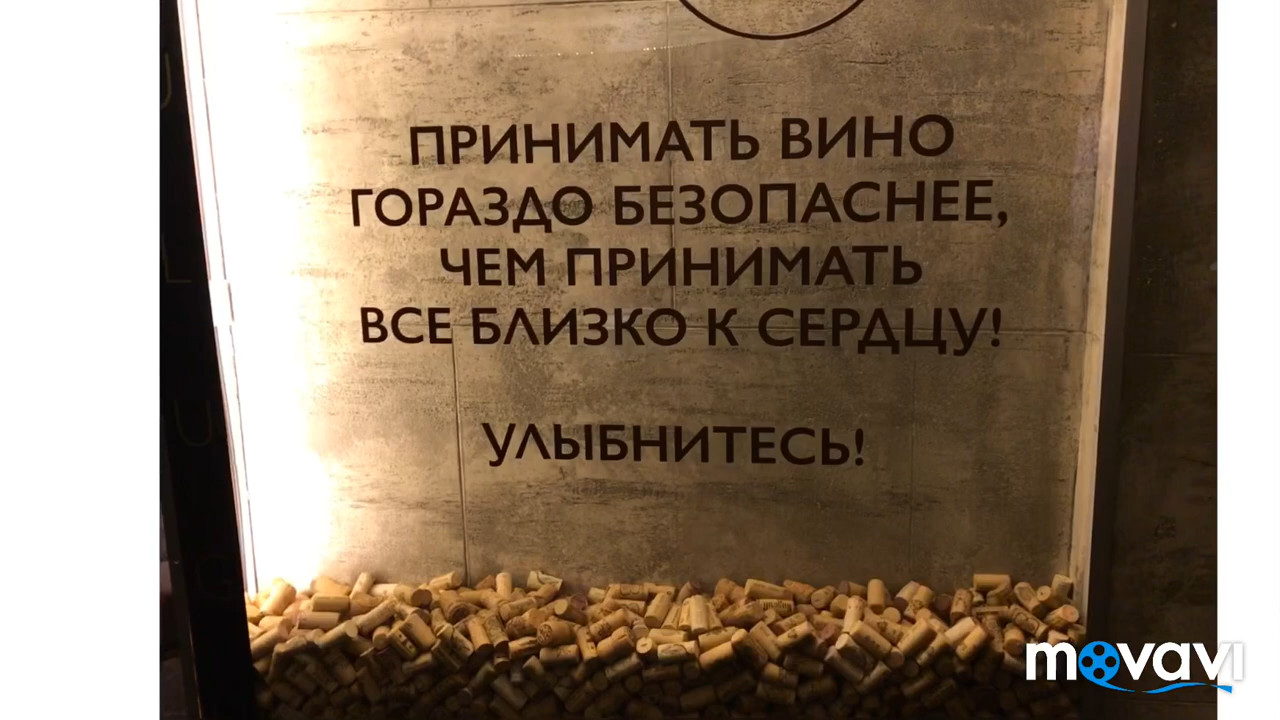 ПРИНИМАТЬ ВИНО
ГОРАЗДО БЕЗОПАСНЕЕ,
ЧЕМ ПРИНИМАТЬ
ВСЕ БЛИЗКО К СЕРДЦУ!
УЛЫБНИТЕСЬ!
movavi